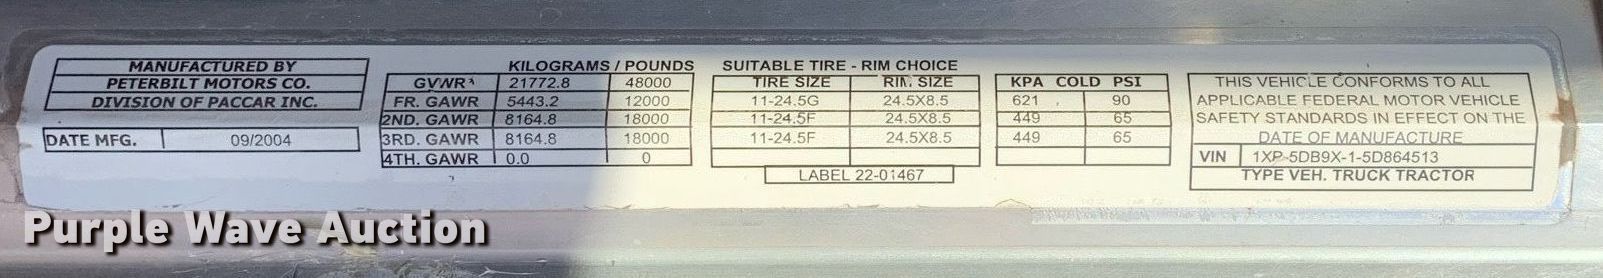 MANUFACTURED BY
PETERBILT MOTORS CO.
DIVISION OF PACCAR INC.
DATE MFG. 09/2004
KILOGRAMS / POUNDS
GVWR 21772.8 48000
FR. GAWR 5443.2 12000
2ND. GAWR 8164.8 18000
3RD. GAWR 8164.8 18000
4TH. GAWR 0.0 0
SUITABLE TIRE - RIM CHOICE
TIRE SIZE RIM. SIZE
11-24.5G 24.5X8.5
11-24.5F 24.5X8.5
11-24.5F 24.5X8.5
LABEL 22-01467
KPA COLD PSI
621 90
449 65
449 65
THIS VEHICLE CONFORMS TO ALL
APPLICABLE FEDERAL MOTOR VEHICLE
SAFETY STANDARDS IN EFFECT ON THE
DATE OF MANUFACTURE
VIN 1XP-5DB9X-1-5D864513
TYPE VEH. TRUCK TRACTOR
Purple Wave Auction